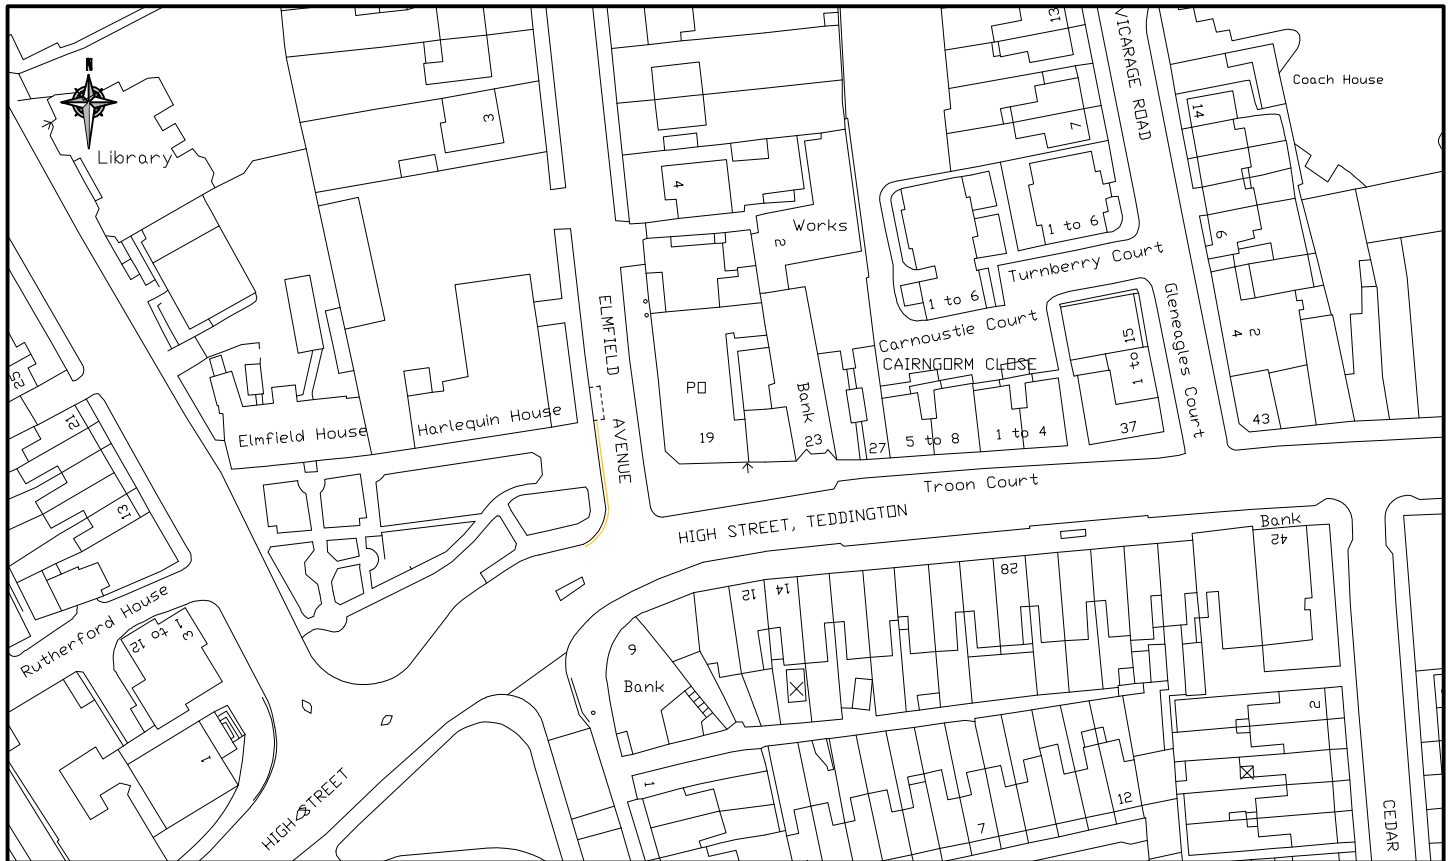 N
VICARAGE ROAD
13
Coach House
3
7
14
Library
4
Works
2
1 to 6
6
Turnberry Court
1 to 6
ELMFIELD AVENUE
Gleneagles Court
Carnoustie Court
1 to 15
2
4
CAIRNGORM CLOSE
25
PO
Bank
21
Harlequin House
Elmfield House
19
23
27
5 to 8
1 to 4
37
43
Troon Court
13
HIGH STREET, TEDDINGTON
Bank
42
28
12
14
Rutherford House
1 to 12
3
6
Bank
2
1
1
HIGH STREET
12
7
CEDAR